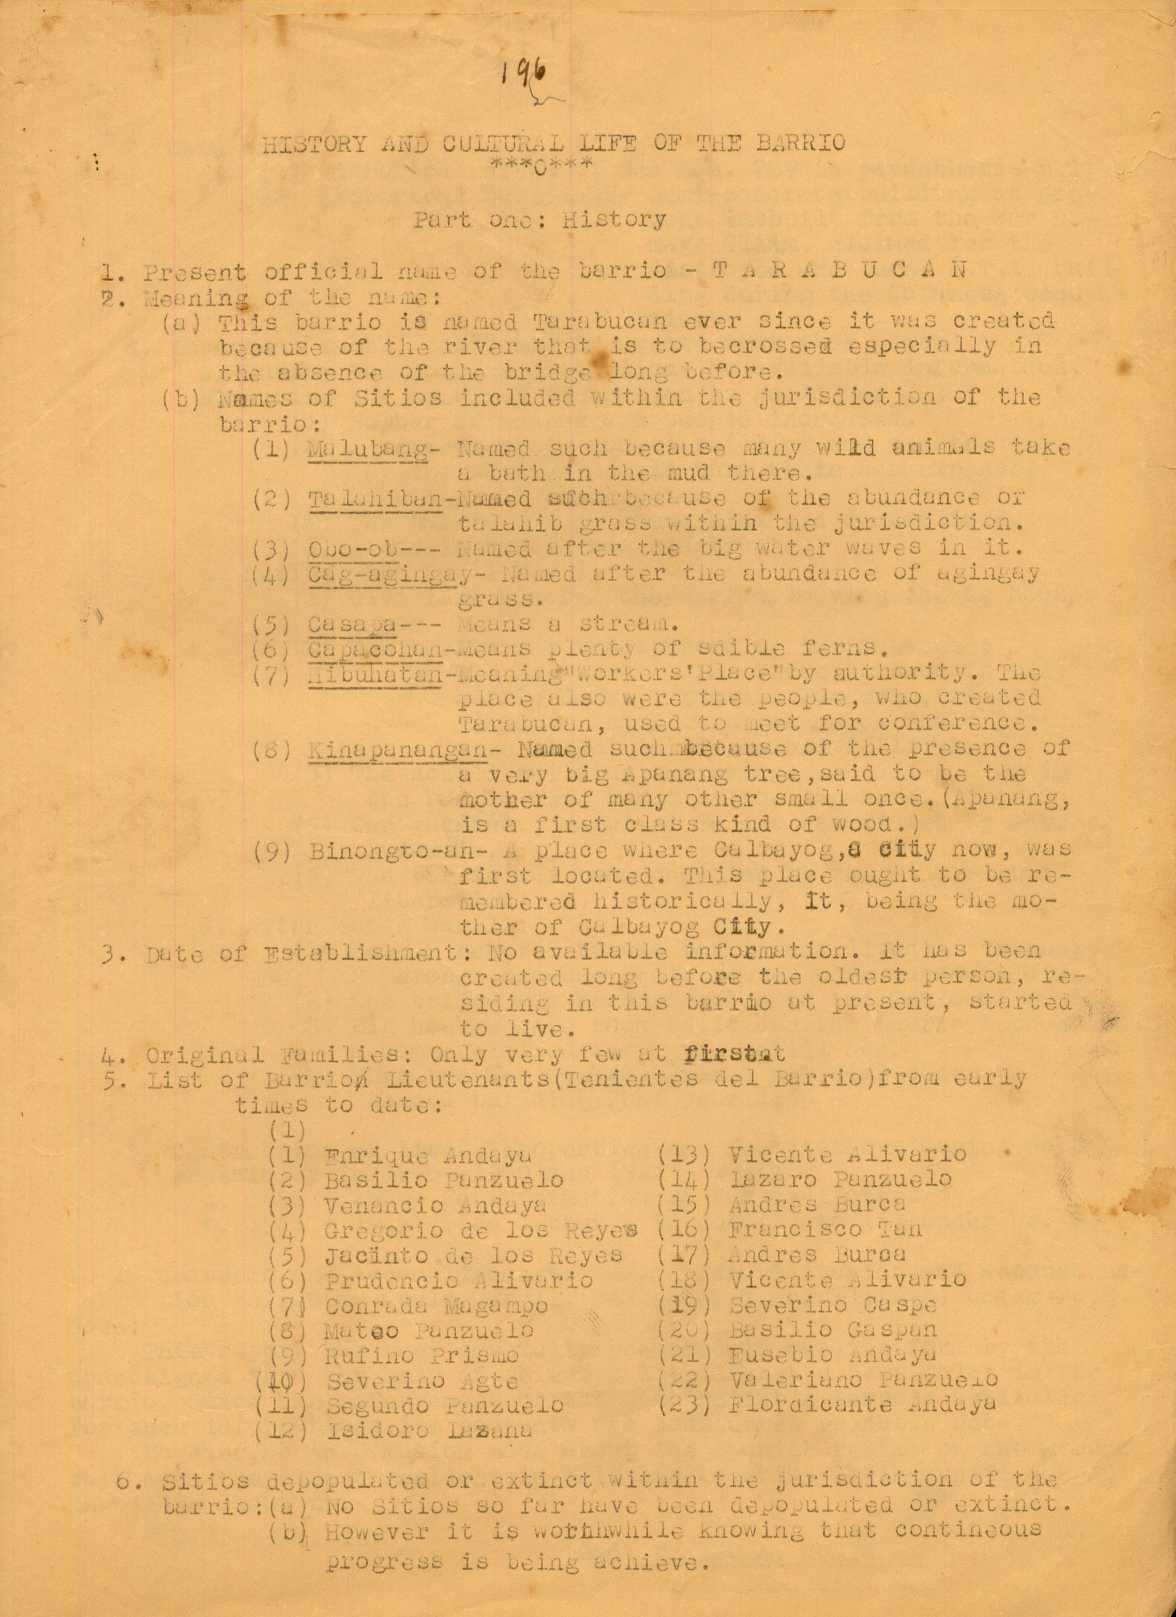 196
HISTORY AND CULTURAL LIFE OF THE BARRIO
***O***
Part one: History
1. Present official name of the barrio - T A R A B U C A N
2. Meaning of the name:
(a) This barrio is named Tarabucan ever since it was created
because of the river that is to becrossed especially in
the absence of the bridge long before.
(b) Names of Sitios included within the jurisdiction of the
barrio:
(1) Malubang- Named such because many wild animals take
a bath in the mud there.
(2) Talahiban-Named such because of the abundance or
talahib grass within the jurisdiction.
(3) Obo-ob--- Named after the big water waves in it.
(4) Cag-agingay- Named after the abundance of agingay
grass.
(5) Casapa--- Means a stream.
(6) Capacohan-Means plenty of edible ferns.
(7) Hibuhatan-Meaning"Workers'Place"by authority. The
place also were the people, who created
Tarabucan, used to meet for conference.
(8) Kinapanangan- Named such because of the presence of
a very big Apanang tree,said to be the
mother of many other small once.(Apanang,
is a first class kind of wood.)
(9) Binongto-an- A place where Calbayog,a city now, was
first located. This place ought to be re-
membered historically, it, being the mo-
ther of Calbayog City.
3. Date of Establishment: No available information. It has been
created long before the oldest person, re-
siding in this barrio at present, started
to live.
4. Original Families: Only very few at first
5. List of Barrio Lieutenants(Tenientes del Barrio)from early
times to date:
(1)
(1) Enrique Andaya (13) Vicente Alivario
(2) Basilio Panzuelo (14) Lazaro Panzuelo
(3) Venancio Andaya (15) Andres Burca
(4) Gregorio de los Reyes (16) Francisco Tan
(5) Jacinto de los Reyes (17) Andres Burca
(6) Prudencio Alivario (18) Vicente Alivario
(7) Conrada Magampo (19) Severino Caspe
(8) Mateo Panzuelo (20) Basilio Gaspan
(9) Rufino Prismo (21) Eusebio Andaya
(10) Severino Agte (22) Valeriano Panzuelo
(11) Segundo Panzuelo (23) Flordicante Andaya
(12) Isidoro Lazana
6. Sitios depopulated or extinct within the jurisdiction of the
barrio:(a) No Sitios so far have been depopulated or extinct.
(b) However it is worthwhile knowing that contineous
progress is being achieve.